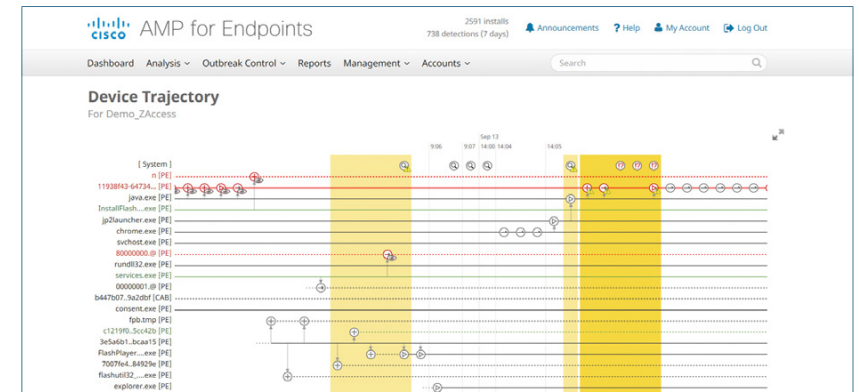 cisco AMP for Endpoints
2591 installs
738 detections (7 days)
Announcements ? Help My Account Log Out
Dashboard Analysis Outbreak Control Reports Management Accounts Search
Device Trajectory
For Demo_ZAccess
Sep 13
9:06 9:07 14:00 14:04 14:05
[ System ]
n [PE]
11938f43-64734... [PE]
java.exe [PE]
InstallFlash....exe [PE]
jp2launcher.exe [PE]
chrome.exe [PE]
svchost.exe [PE]
80000000.@ [PE]
rundll32.exe [PE]
services.exe [PE]
00000001.@ [PE]
b447b07..9a2dbf [CAB]
consent.exe [PE]
fpb.tmp [PE]
c1219f0..5cc42b [PE]
3e5a6b1..bcaa15 [PE]
FlashPlayer....exe [PE]
7007fe4..84929e [PE]
flashutil32_...exe [PE]
explorer.exe [PE]